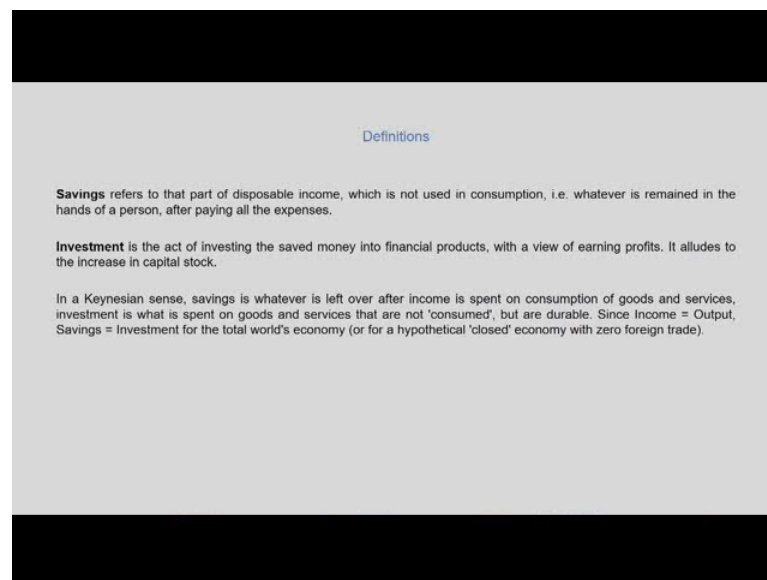 Definitions
Savings refers to that part of disposable income, which is not used in consumption, i.e. whatever is remained in the
hands of a person, after paying all the expenses.
Investment is the act of investing the saved money into financial products, with a view of earning profits. It alludes to
the increase in capital stock.
In a Keynesian sense, savings is whatever is left over after income is spent on consumption of goods and services,
investment is what is spent on goods and services that are not 'consumed', but are durable. Since Income = Output,
Savings = Investment for the total world's economy (or for a hypothetical 'closed' economy with zero foreign trade).